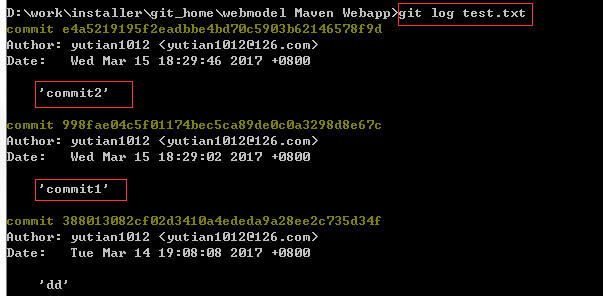 D:\work\installer\git_home\webmodel Maven Webapp>git log test.txt
commit e4a5219195f2eadbbe4bd70c5903b62146578f9d
Author: yutian1012 <yutian1012@126.com>
Date:   Wed Mar 15 18:29:46 2017 +0800
'commit2'
commit 998fae04c5f01174bec5ca89de0c0a3298d8e67c
Author: yutian1012 <yutian1012@126.com>
Date:   Wed Mar 15 18:29:02 2017 +0800
'commit1'
commit 388013082cf02d3410a4ededa9a28ee2c735d34f
Author: yutian1012 <yutian1012@126.com>
Date:   Tue Mar 14 19:08:08 2017 +0800
'dd'